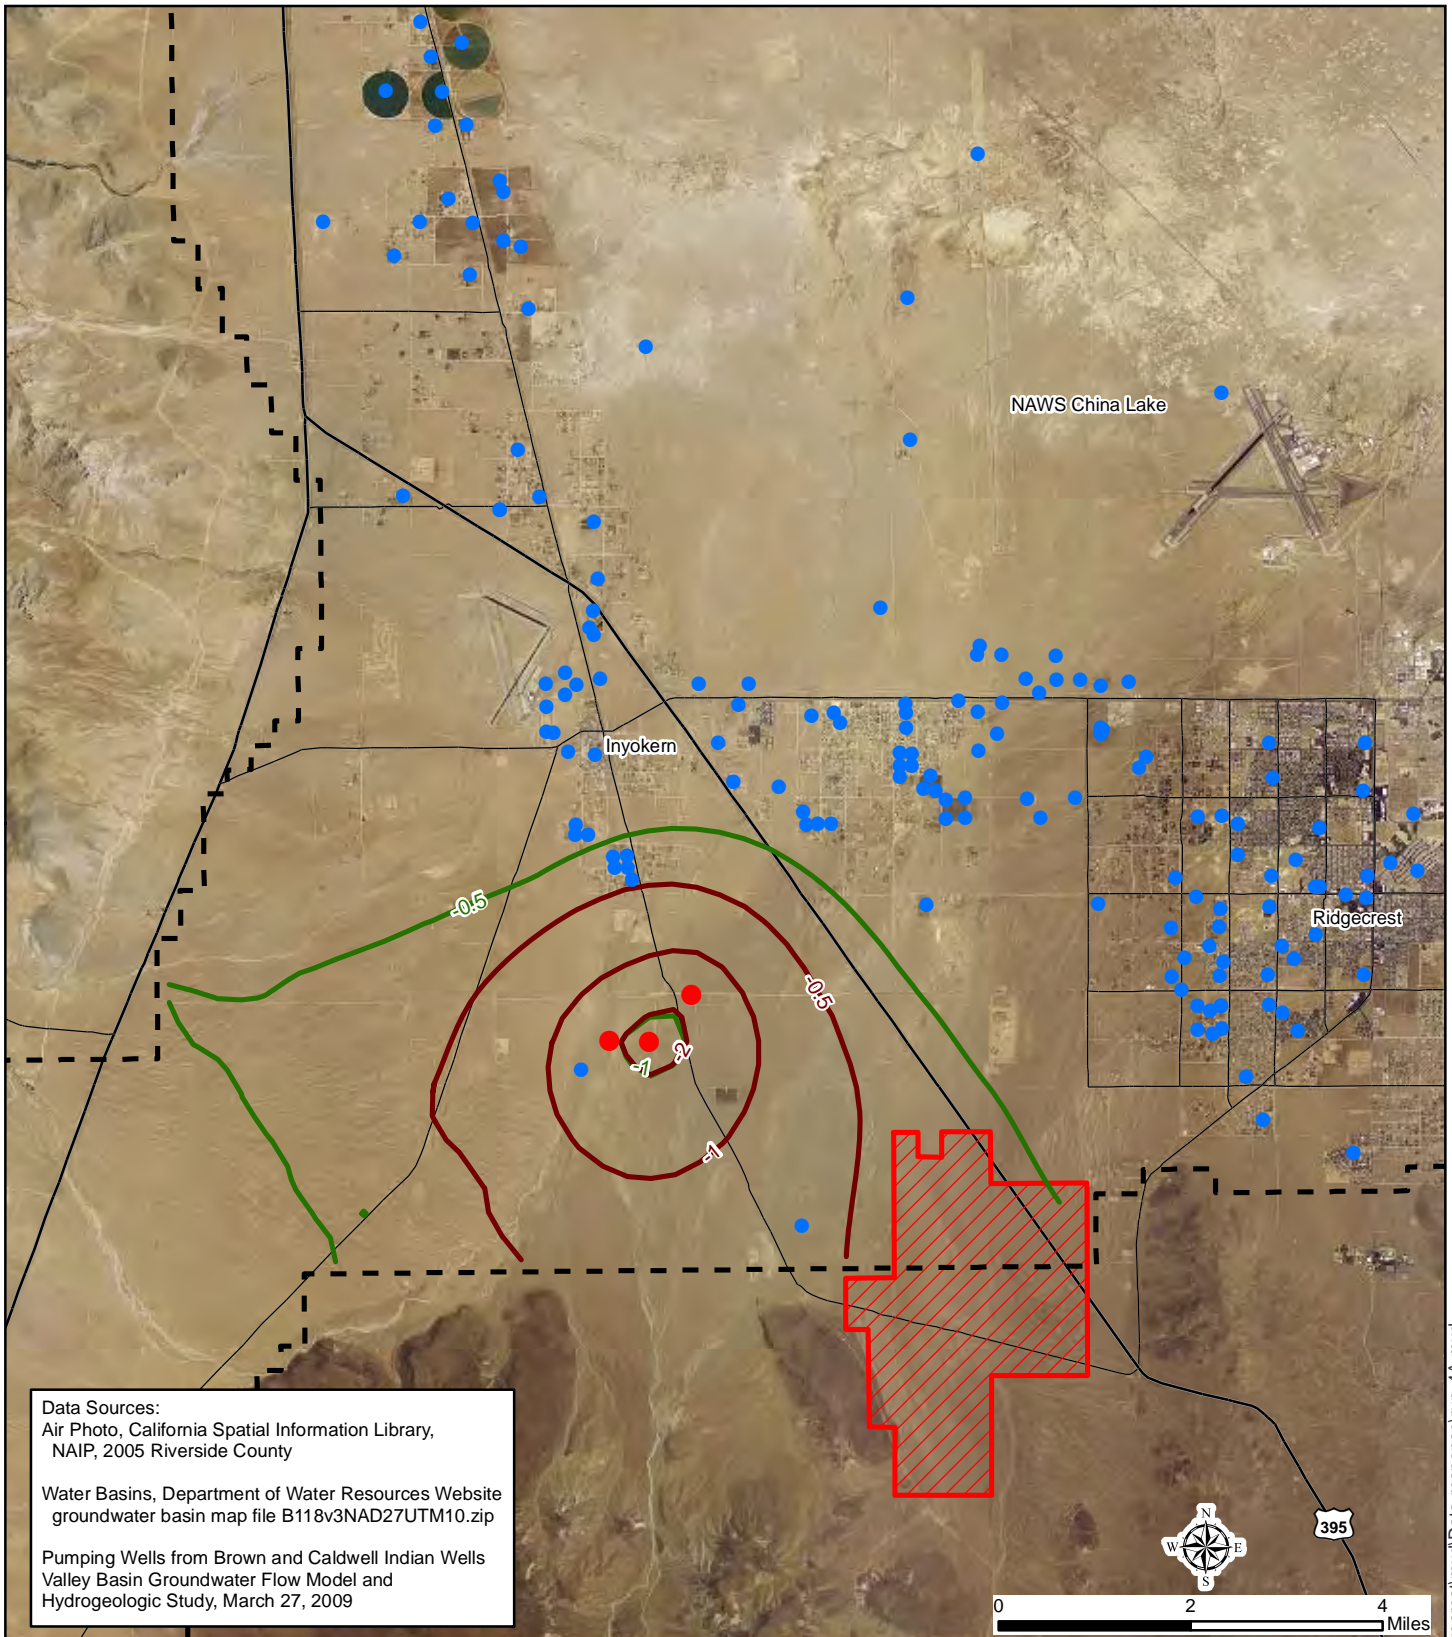 NAWS China Lake
Inyokern
-0.5
Ridgecrest
-0.5
-2
-1
-1
Data Sources:
Air Photo, California Spatial Information Library,
NAIP, 2005 Riverside County
Water Basins, Department of Water Resources Website
groundwater basin map file B118v3NAD27UTM10.zip
Pumping Wells from Brown and Caldwell Indian Wells
Valley Basin Groundwater Flow Model and
Hydrogeologic Study, March 27, 2009
395
N
W E
S
0 2 4
Miles